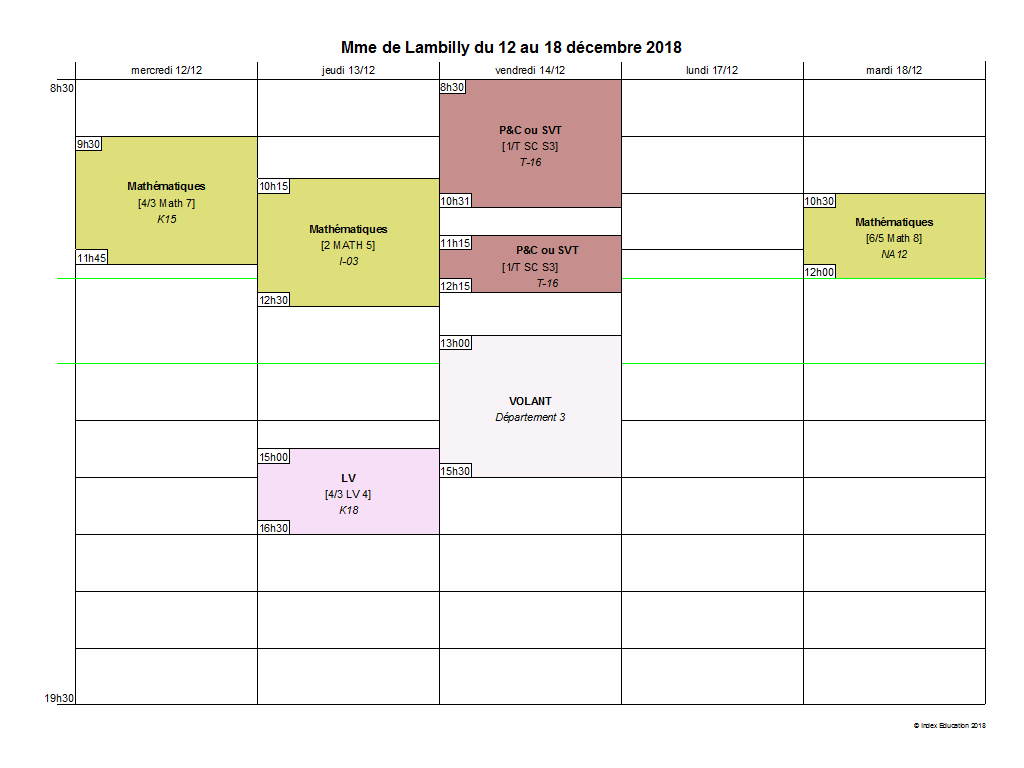 Mme de Lambilly du 12 au 18 décembre 2018
mercredi 12/12
jeudi 13/12
vendredi 14/12
lundi 17/12
mardi 18/12
8h30
9h30
Mathématiques
[4/3 Math 7]
K15
11h45
10h15
Mathématiques
[2 MATH 5]
I-03
12h30
15h00
LV
[4/3 LV 4]
K18
16h30
8h30
P&C ou SVT
[1/T SC S3]
T-16
10h31
11h15
P&C ou SVT
[1/T SC S3]
T-16
12h15
13h00
VOLANT
Département 3
15h30
10h30
Mathématiques
[6/5 Math 8]
NA12
12h00
19h30
© Index Education 2018